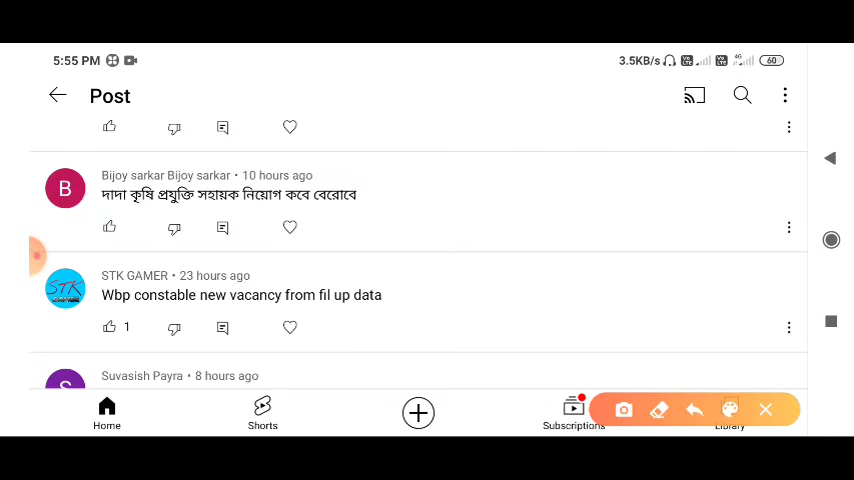 5:55 PM
3.5KB/s
4G
60
Post
Bijoy sarkar Bijoy sarkar • 10 hours ago
B
দাদা কৃষি প্রযুক্তি সহায়ক নিয়োগ কবে বেরোবে
STK GAMER • 23 hours ago
STK
Wbp constable new vacancy from fil up data
1
Suvasish Payra • 8 hours ago
Home
Shorts
Subscriptions
Library